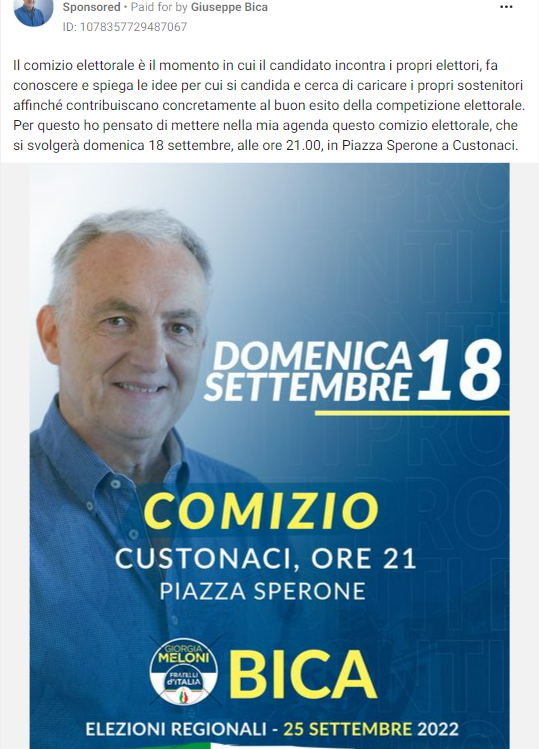 Sponsored • Paid for by Giuseppe Bica
ID: 1078357729487067
Il comizio elettorale è il momento in cui il candidato incontra i propri elettori, fa
conoscere e spiega le idee per cui si candida e cerca di caricare i propri sostenitori
affinché contribuiscano concretamente al buon esito della competizione elettorale.
Per questo ho pensato di mettere nella mia agenda questo comizio elettorale, che
si svolgerà domenica 18 settembre, alle ore 21.00, in Piazza Sperone a Custonaci.
DOMENICA
SETTEMBRE 18
COMIZIO
CUSTONACI, ORE 21
PIAZZA SPERONE
GIORGIA
MELONI
FRATELLI
d'ITALIA
BICA
ELEZIONI REGIONALI - 25 SETTEMBRE 2022